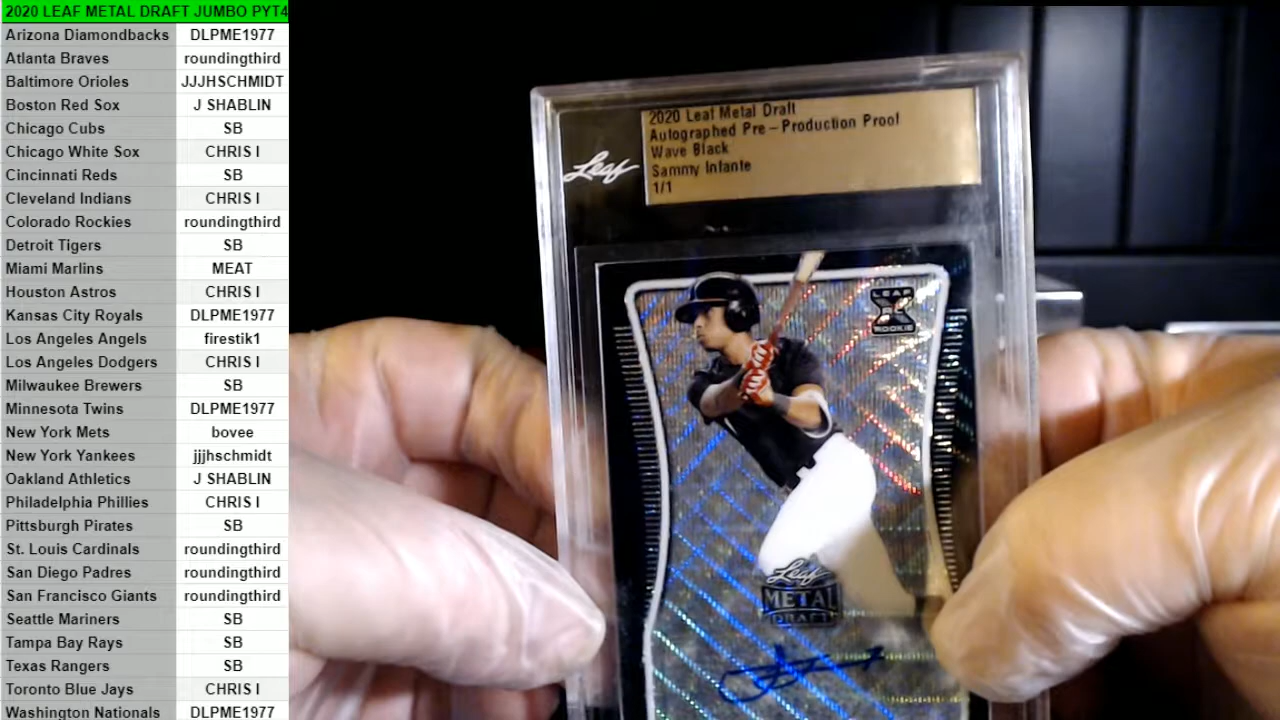 2020 LEAF METAL DRAFT JUMBO PYT4
Arizona Diamondbacks DLPME1977
Atlanta Braves roundingthird
Baltimore Orioles JJJHSCHMIDT
Boston Red Sox J SHABLIN
Chicago Cubs SB
Chicago White Sox CHRIS I
Cincinnati Reds SB
Cleveland Indians CHRIS I
Colorado Rockies roundingthird
Detroit Tigers SB
Miami Marlins MEAT
Houston Astros CHRIS I
Kansas City Royals DLPME1977
Los Angeles Angels firestik1
Los Angeles Dodgers CHRIS I
Milwaukee Brewers SB
Minnesota Twins DLPME1977
New York Mets bovee
New York Yankees jjjhschmidt
Oakland Athletics J SHABLIN
Philadelphia Phillies CHRIS I
Pittsburgh Pirates SB
St. Louis Cardinals roundingthird
San Diego Padres roundingthird
San Francisco Giants roundingthird
Seattle Mariners SB
Tampa Bay Rays SB
Texas Rangers SB
Toronto Blue Jays CHRIS I
Washington Nationals DLPME1977
Leaf
2020 Leaf Metal Draft
Autographed Pre-Production Proof
Wave Black
Sammy Infante
1/1
LEAF
ROOKIE
Leaf
METAL
DRAFT